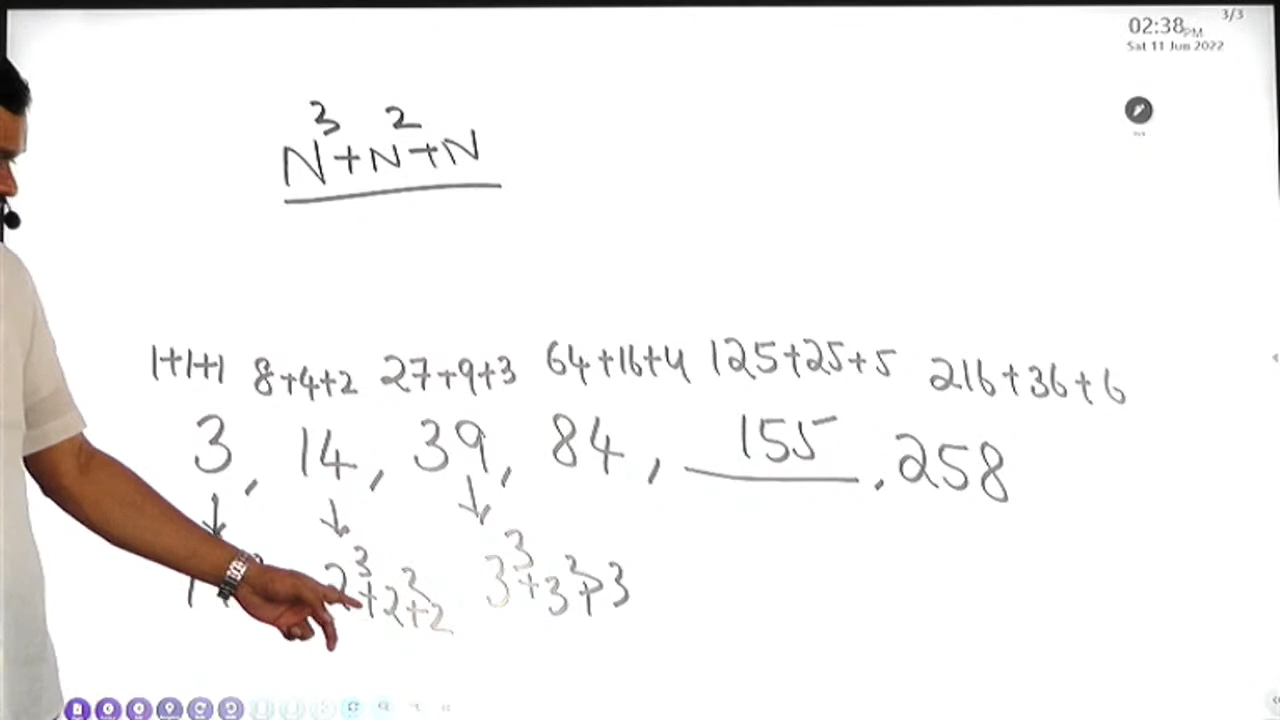 3/3
02:38PM
Sat 11 Jun 2022
N³+N²+N
1+1+1 8+4+2 27+9+3 64+16+4 125+25+5 216+36+6
3, 14, 39, 84, 155, 258
2³+2²+2 3³+3²+3